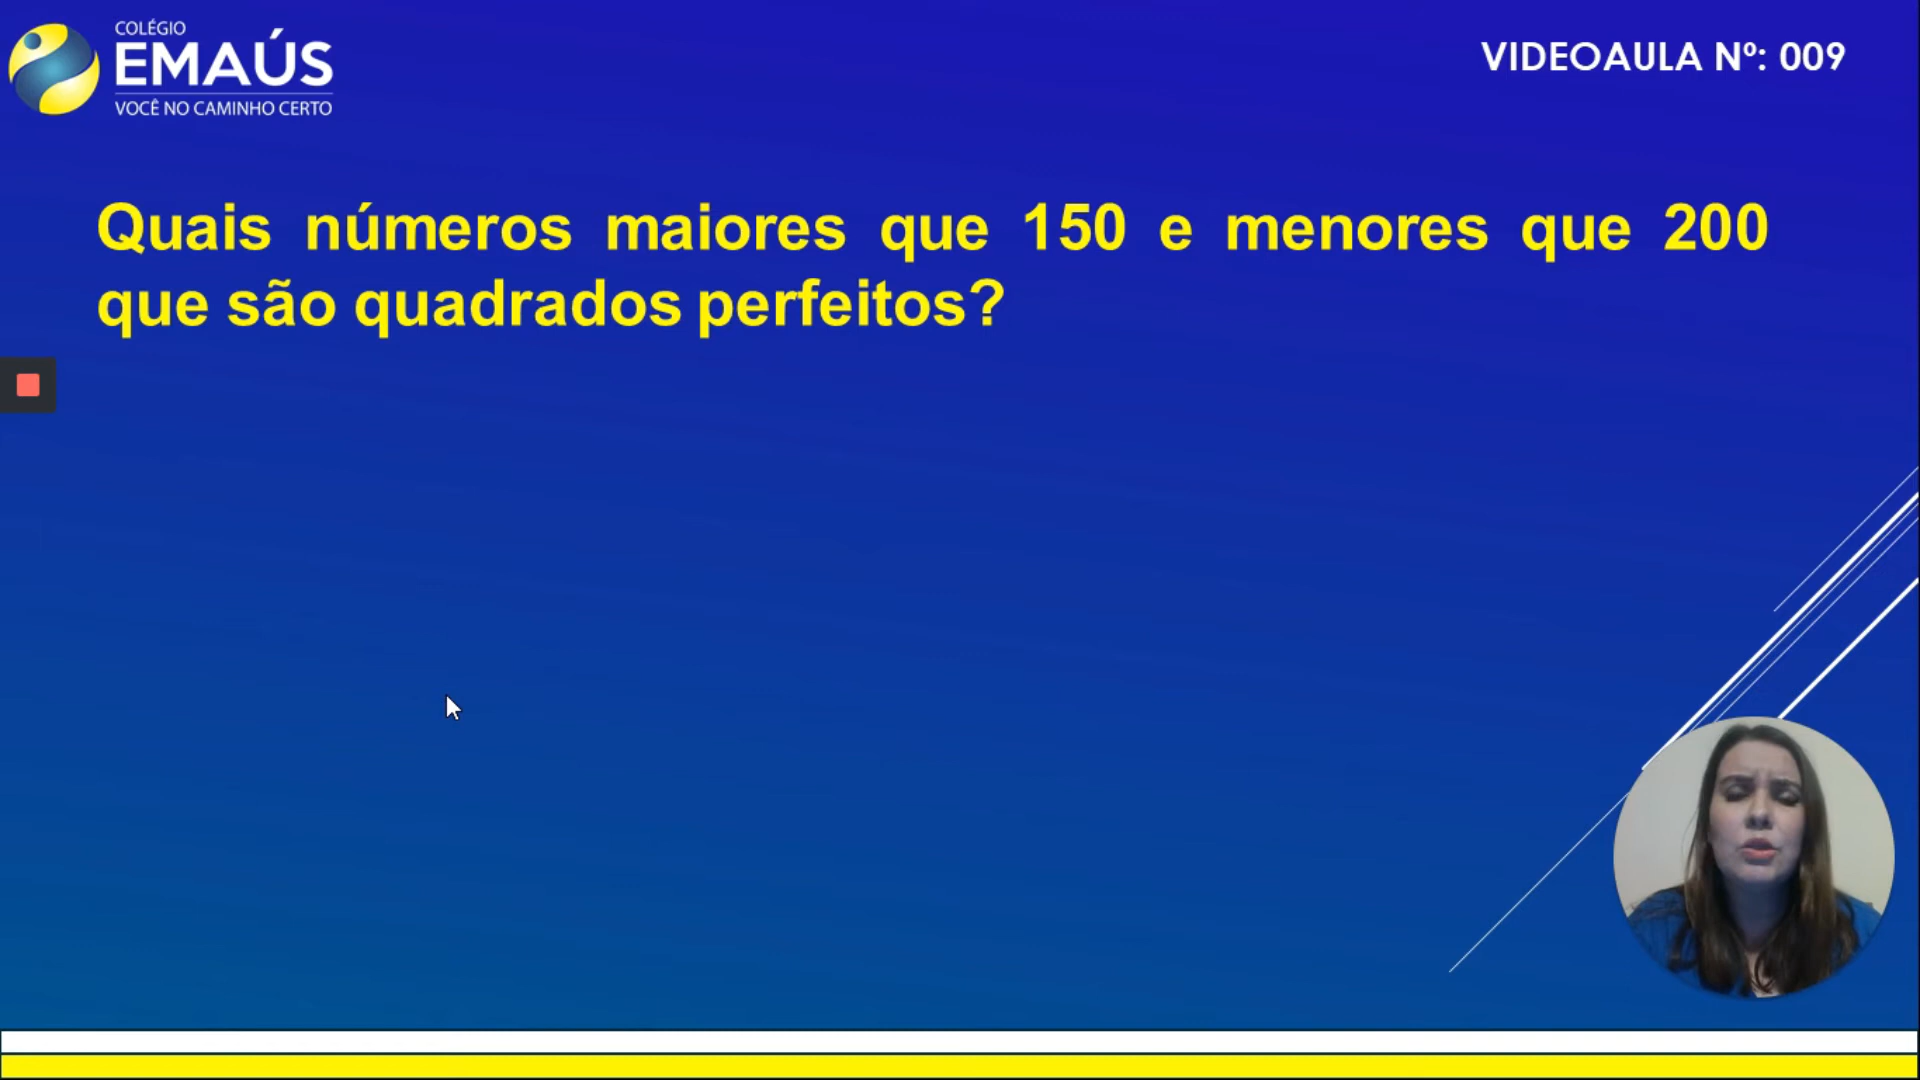 COLÉGIO
EMAÚS
VOCÊ NO CAMINHO CERTO
VIDEOAULA Nº: 009
Quais números maiores que 150 e menores que 200
que são quadrados perfeitos?